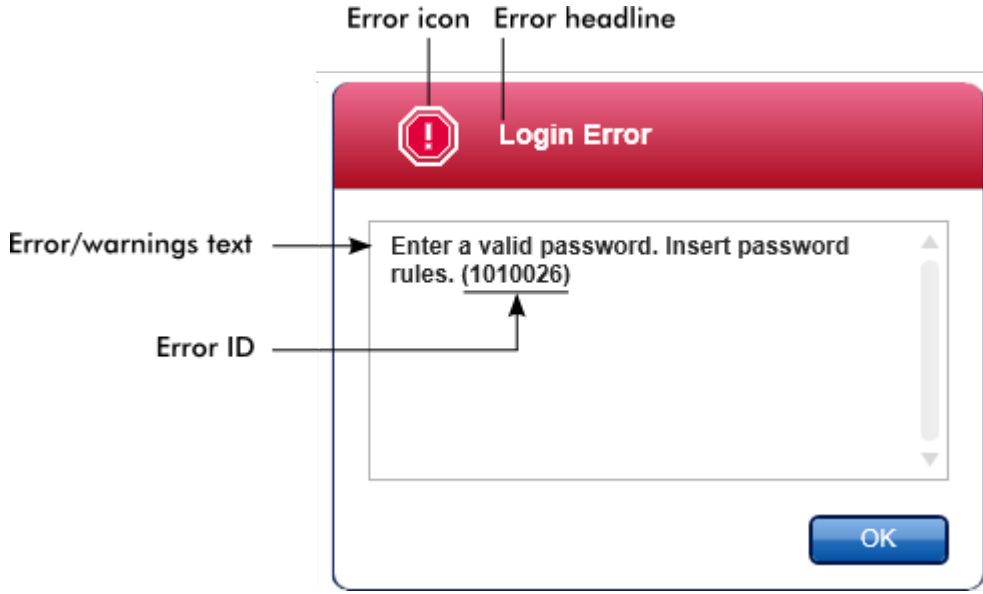 Error icon Error headline
Login Error
Error/warnings text
Enter a valid password. Insert password
rules. (1010026)
Error ID
OK